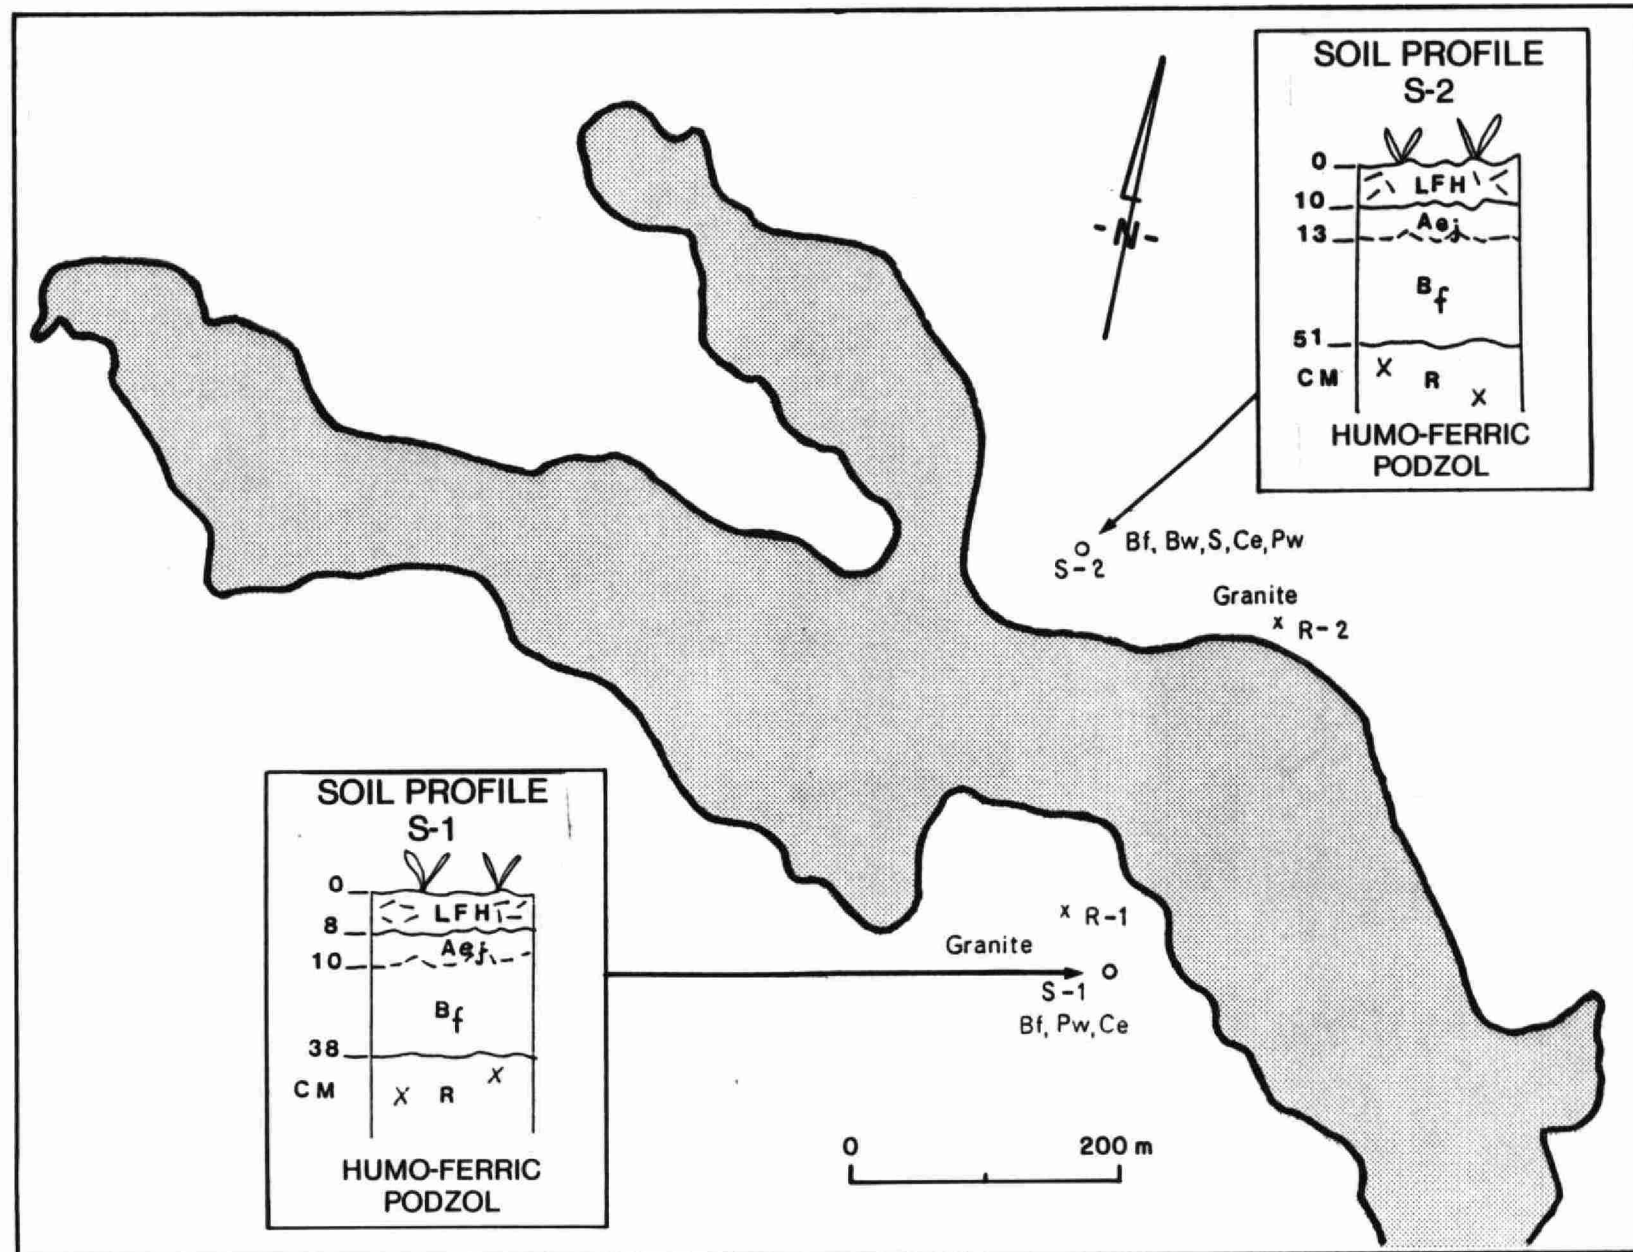 SOIL PROFILE
S-2
0
LFH
10
Aej
13
Bf
51
CM R
HUMO-FERRIC
PODZOL
-N-
Bf, Bw, S, Ce, Pw
S-2
Granite
x R-2
SOIL PROFILE
S-1
0
LFH
8
Aej
10
Bf
38
CM R
HUMO-FERRIC
PODZOL
x R-1
Granite
S-1
Bf, Pw, Ce
0 200 m